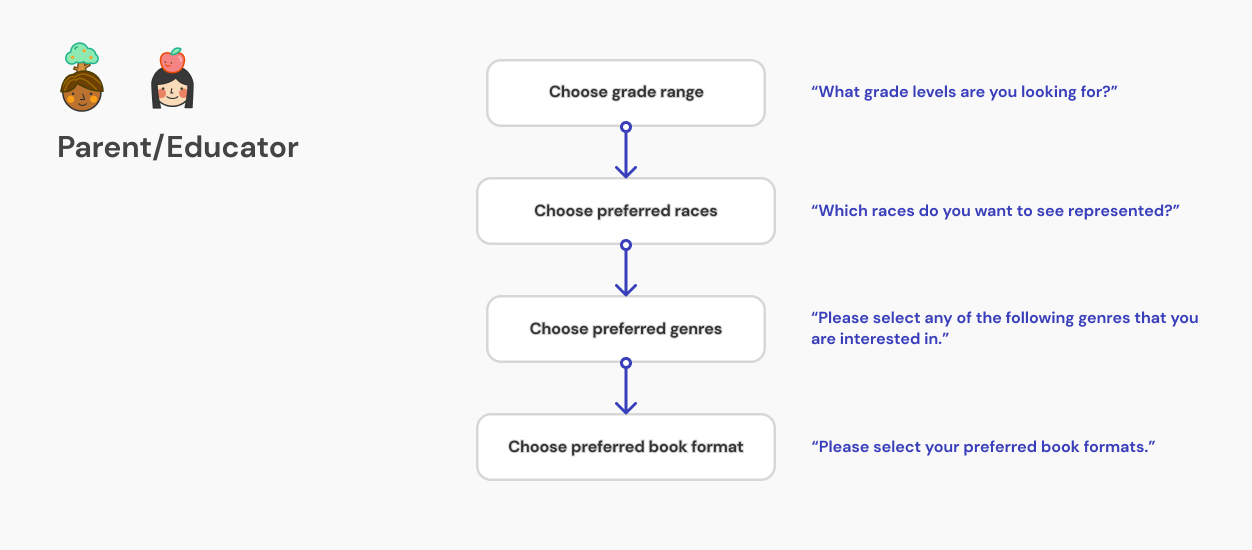 Parent/Educator
Choose grade range
“What grade levels are you looking for?”
Choose preferred races
“Which races do you want to see represented?”
Choose preferred genres
“Please select any of the following genres that you
are interested in.”
Choose preferred book format
“Please select your preferred book formats.”